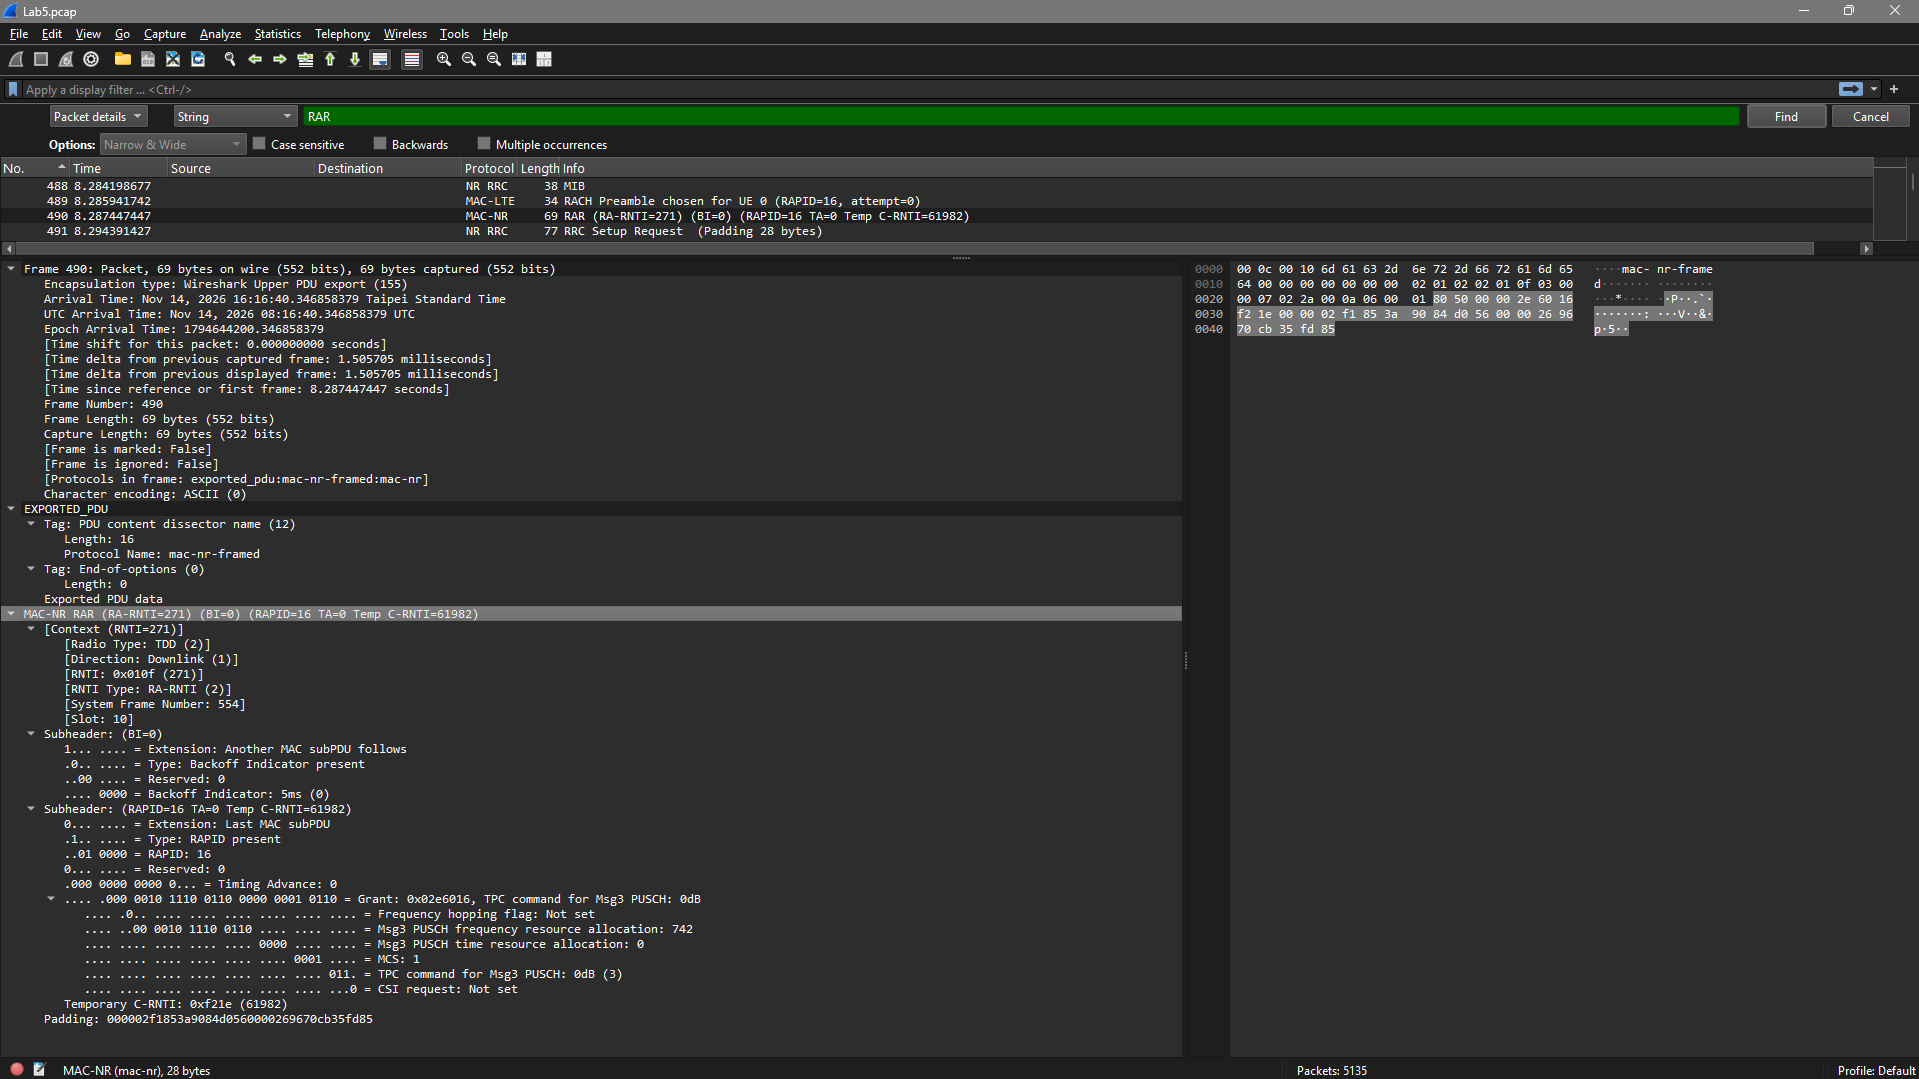 Lab5.pcap
File Edit View Go Capture Analyze Statistics Telephony Wireless Tools Help
Apply a display filter ... <Ctrl-/>
Packet details String RAR Find Cancel
Options: Narrow & Wide Case sensitive Backwards Multiple occurrences
No. Time Source Destination Protocol Length Info
488 8.284198677 NR RRC 38 MIB
489 8.285941742 MAC-LTE 34 RACH Preamble chosen for UE 0 (RAPID=16, attempt=0)
490 8.287447447 MAC-NR 69 RAR (RA-RNTI=271) (BI=0) (RAPID=16 TA=0 Temp C-RNTI=61982)
491 8.294391427 NR RRC 77 RRC Setup Request  (Padding 28 bytes)
Frame 490: Packet, 69 bytes on wire (552 bits), 69 bytes captured (552 bits)
Encapsulation type: Wireshark Upper PDU export (155)
Arrival Time: Nov 14, 2026 16:16:40.346858379 Taipei Standard Time
UTC Arrival Time: Nov 14, 2026 08:16:40.346858379 UTC
Epoch Arrival Time: 1794644200.346858379
[Time shift for this packet: 0.000000000 seconds]
[Time delta from previous captured frame: 1.505705 milliseconds]
[Time delta from previous displayed frame: 1.505705 milliseconds]
[Time since reference or first frame: 8.287447447 seconds]
Frame Number: 490
Frame Length: 69 bytes (552 bits)
Capture Length: 69 bytes (552 bits)
[Frame is marked: False]
[Frame is ignored: False]
[Protocols in frame: exported_pdu:mac-nr-framed:mac-nr]
Character encoding: ASCII (0)
EXPORTED_PDU
Tag: PDU content dissector name (12)
Length: 16
Protocol Name: mac-nr-framed
Tag: End-of-options (0)
Length: 0
Exported PDU data
MAC-NR RAR (RA-RNTI=271) (BI=0) (RAPID=16 TA=0 Temp C-RNTI=61982)
[Context (RNTI=271)]
[Radio Type: TDD (2)]
[Direction: Downlink (1)]
[RNTI: 0x010f (271)]
[RNTI Type: RA-RNTI (2)]
[System Frame Number: 554]
[Slot: 10]
Subheader: (BI=0)
1... .... = Extension: Another MAC subPDU follows
.0.. .... = Type: Backoff Indicator present
..00 .... = Reserved: 0
.... 0000 = Backoff Indicator: 5ms (0)
Subheader: (RAPID=16 TA=0 Temp C-RNTI=61982)
0... .... = Extension: Last MAC subPDU
.1.. .... = Type: RAPID present
..01 0000 = RAPID: 16
0... .... = Reserved: 0
.000 0000 0000 0... = Timing Advance: 0
.... .000 0010 1110 0110 0000 0001 0110 = Grant: 0x02e6016, TPC command for Msg3 PUSCH: 0dB
.... .0.. .... .... .... .... .... .... = Frequency hopping flag: Not set
.... ..00 0010 1110 0110 .... .... .... = Msg3 PUSCH frequency resource allocation: 742
.... .... .... .... .... 0000 .... .... = Msg3 PUSCH time resource allocation: 0
.... .... .... .... .... .... 0001 .... = MCS: 1
.... .... .... .... .... .... .... 011. = TPC command for Msg3 PUSCH: 0dB (3)
.... .... .... .... .... .... .... ...0 = CSI request: Not set
Temporary C-RNTI: 0xf21e (61982)
Padding: 000002f1853a9084d0560000269670cb35fd85
0000 00 0c 00 10 6d 61 63 2d 6e 72 2d 66 72 61 6d 65 ····mac- nr-frame
0010 64 00 00 00 00 00 00 00 02 01 02 02 01 0f 03 00 d······· ········
0020 00 07 02 2a 00 0a 06 00 01 80 50 00 00 2e 60 16 ···*···· ··P··.`·
0030 f2 1e 00 00 02 f1 85 3a 90 84 d0 56 00 00 26 96 ·······: ···V··&·
0040 70 cb 35 fd 85 p·5··
MAC-NR (mac-nr), 28 bytes Packets: 5135 Profile: Default